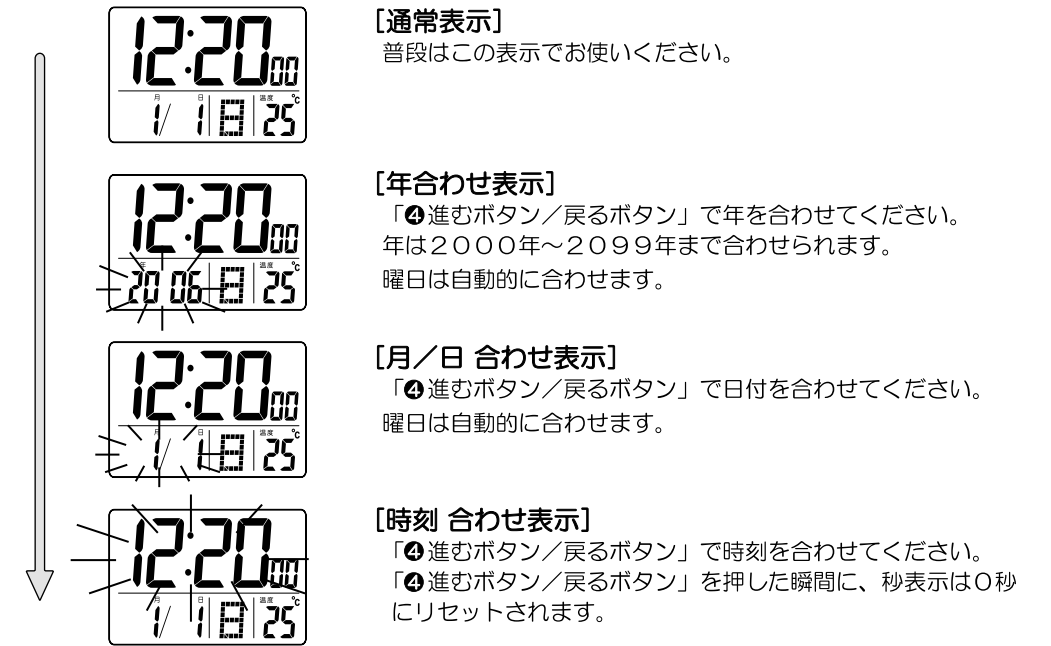 12:20 00
月 日 温度 ℃
1/ 1 日 25
[通常表示]
普段はこの表示でお使いください。
12:20 00
年 温度 ℃
20 06 日 25
[年合わせ表示]
「❹進むボタン／戻るボタン」で年を合わせてください。
年は２０００年～２０９９年まで合わせられます。
曜日は自動的に合わせます。
12:20 00
月 日 温度 ℃
1/ 1 日 25
[月／日 合わせ表示]
「❹進むボタン／戻るボタン」で日付を合わせてください。
曜日は自動的に合わせます。
12:20 00
月 日 温度 ℃
1/ 1 日 25
[時刻 合わせ表示]
「❹進むボタン／戻るボタン」で時刻を合わせてください。
「❹進むボタン／戻るボタン」を押した瞬間に、秒表示は０秒
にリセットされます。